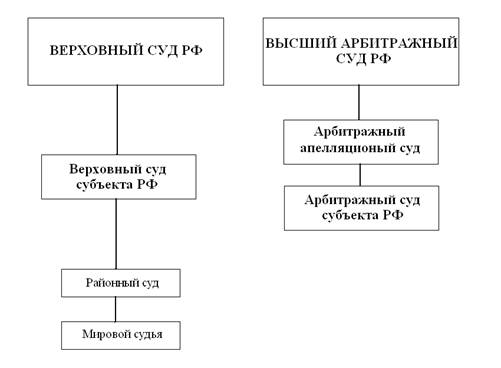 ВЕРХОВНЫЙ СУД РФ
ВЫСШИЙ АРБИТРАЖНЫЙ
СУД РФ
Арбитражный
апелляционый суд
Верховный суд
субъекта РФ
Арбитражный суд
субъекта РФ
Районный суд
Мировой судья